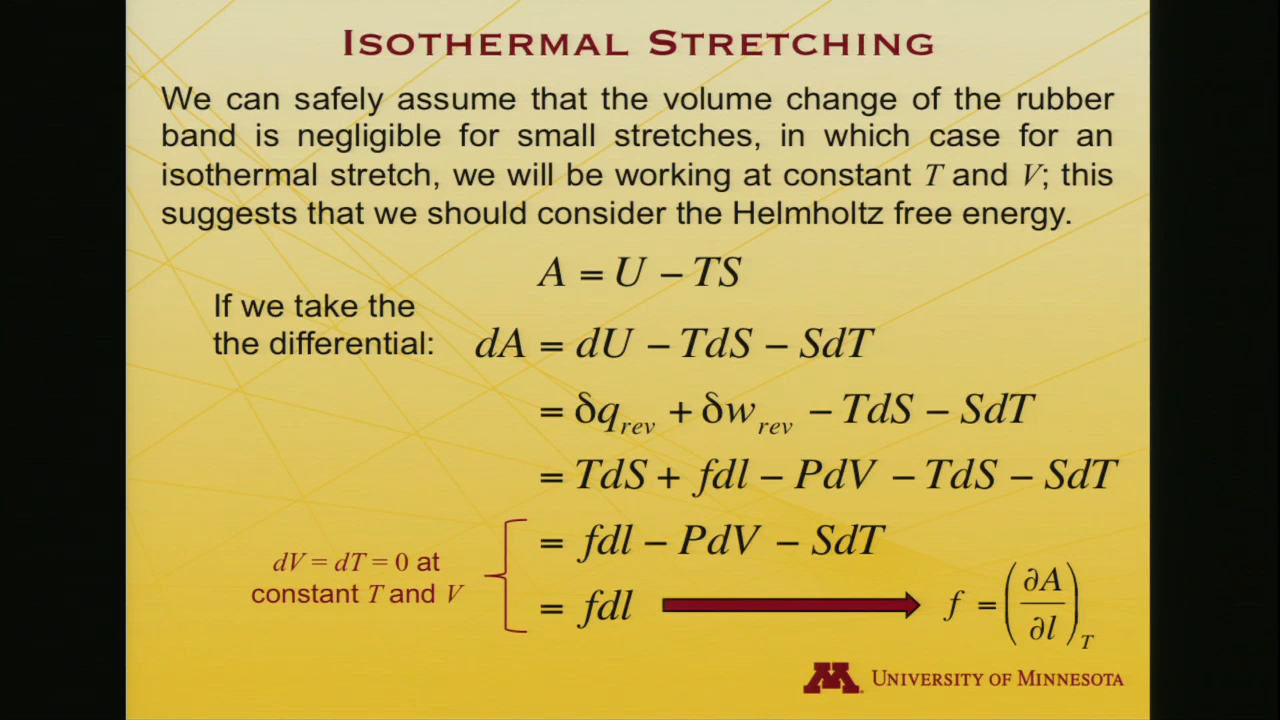 ISOTHERMAL STRETCHING
We can safely assume that the volume change of the rubber
band is negligible for small stretches, in which case for an
isothermal stretch, we will be working at constant T and V; this
suggests that we should consider the Helmholtz free energy.
A = U − TS
If we take the
the differential:
dA = dU − TdS − SdT
= δq_rev + δw_rev − TdS − SdT
= TdS + fdl − PdV − TdS − SdT
= fdl − PdV − SdT
dV = dT = 0 at
constant T and V
= fdl
f = (∂A/∂l)_T
M
UNIVERSITY OF MINNESOTA